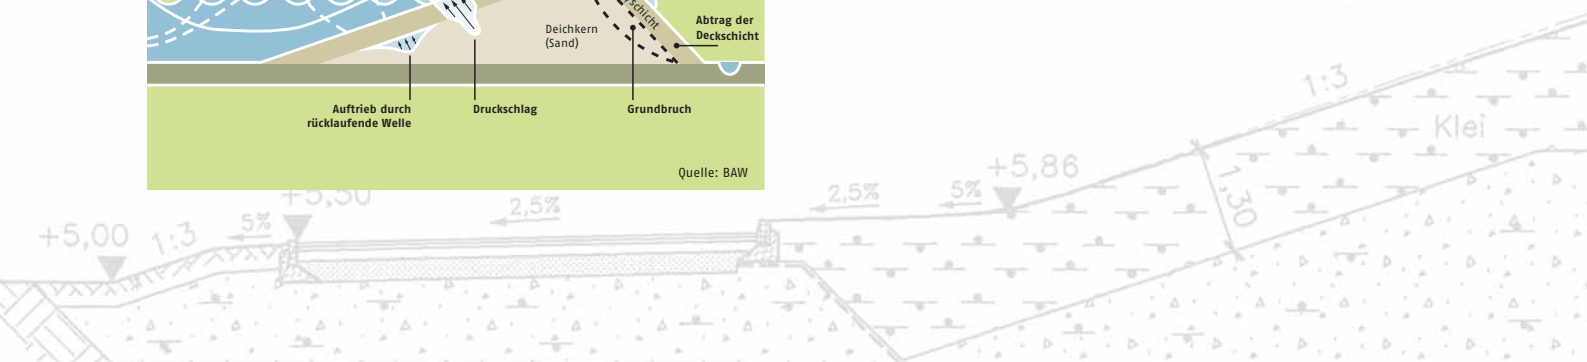 schicht
Abtrag der
Deckschicht
Deichkern
(Sand)
Auftrieb durch
rücklaufende Welle
Druckschlag
Grundbruch
Quelle: BAW
1:3
Klei
+5,86
1,30
2,5%
5%
+5,50
2,5%
5%
+5,00
1:3